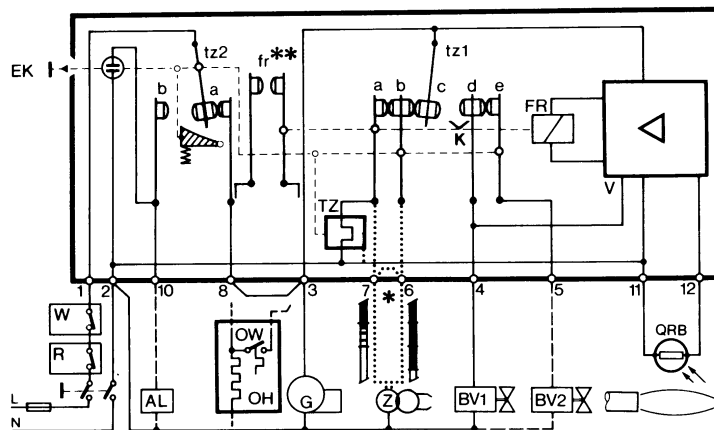 EK
tz2
fr**
tz1
b
a
a
b
c
d
e
FR
K
TZ
V
1
2
10
8
3
7
*
6
4
5
11
12
W
R
L
N
AL
OW
OH
G
Z
BV1
BV2
QRB